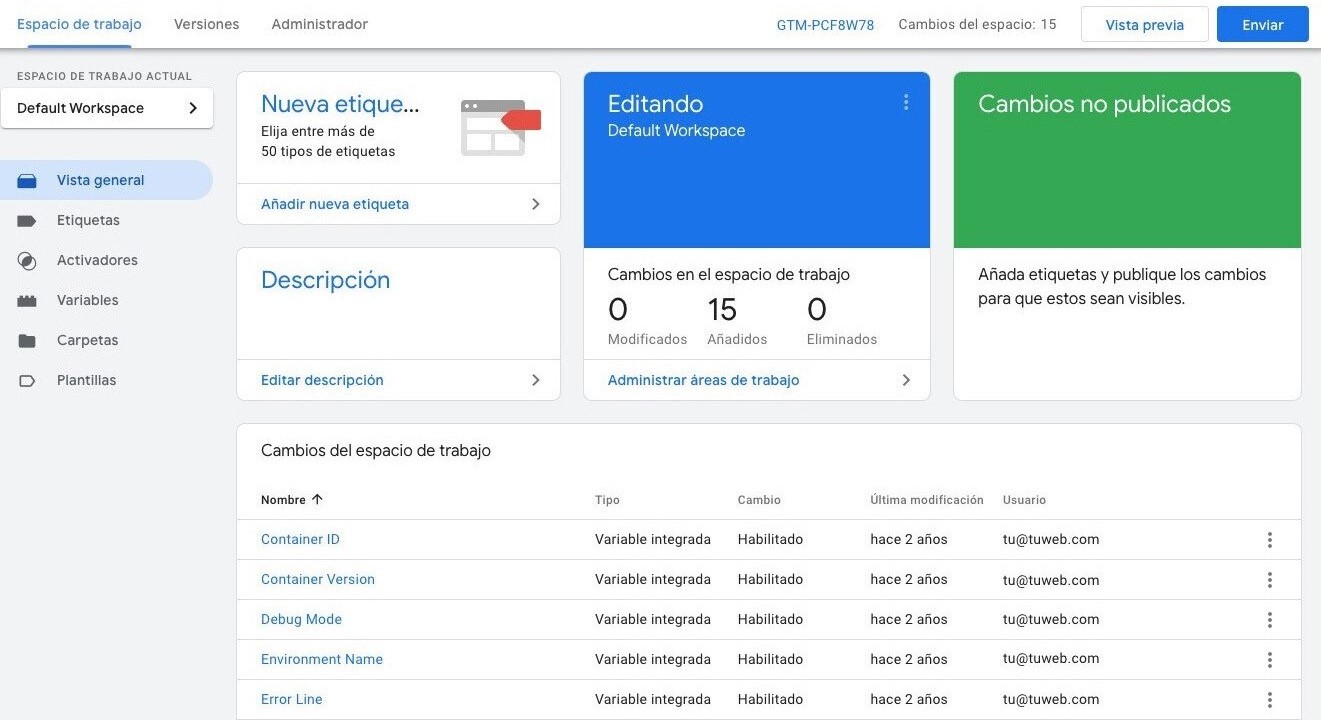 Espacio de trabajo Versiones Administrador GTM-PCF8W78 Cambios del espacio: 15 Vista previa Enviar
ESPACIO DE TRABAJO ACTUAL
Default Workspace
Vista general
Etiquetas
Activadores
Variables
Carpetas
Plantillas
Nueva etique...
Elija entre más de
50 tipos de etiquetas
Añadir nueva etiqueta
Descripción
Editar descripción
Editando
Default Workspace
Cambios en el espacio de trabajo
0 15 0
Modificados Añadidos Eliminados
Administrar áreas de trabajo
Cambios no publicados
Añada etiquetas y publique los cambios
para que estos sean visibles.
Cambios del espacio de trabajo
Nombre Tipo Cambio Última modificación Usuario
Container ID Variable integrada Habilitado hace 2 años tu@tuweb.com
Container Version Variable integrada Habilitado hace 2 años tu@tuweb.com
Debug Mode Variable integrada Habilitado hace 2 años tu@tuweb.com
Environment Name Variable integrada Habilitado hace 2 años tu@tuweb.com
Error Line Variable integrada Habilitado hace 2 años tu@tuweb.com